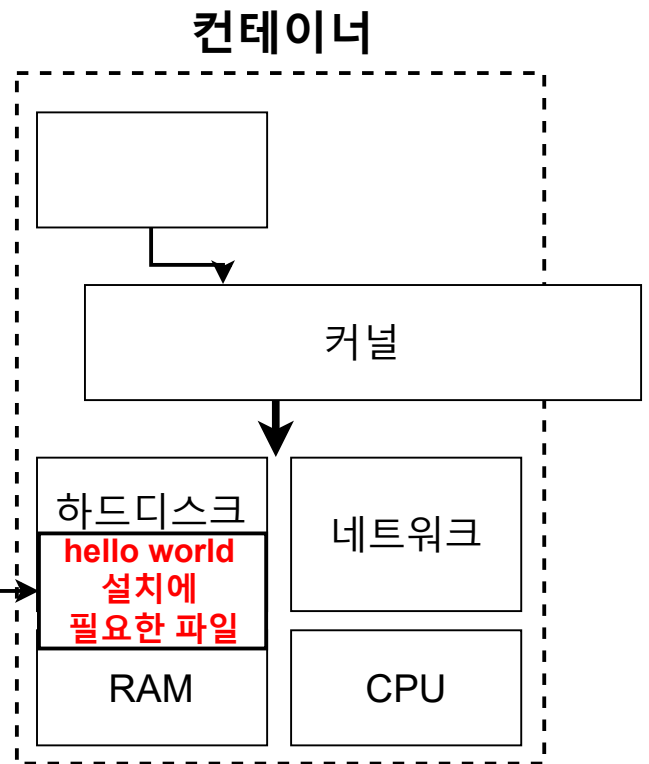 컨테이너
커널
하드디스크
hello world
설치에
필요한 파일
네트워크
RAM
CPU